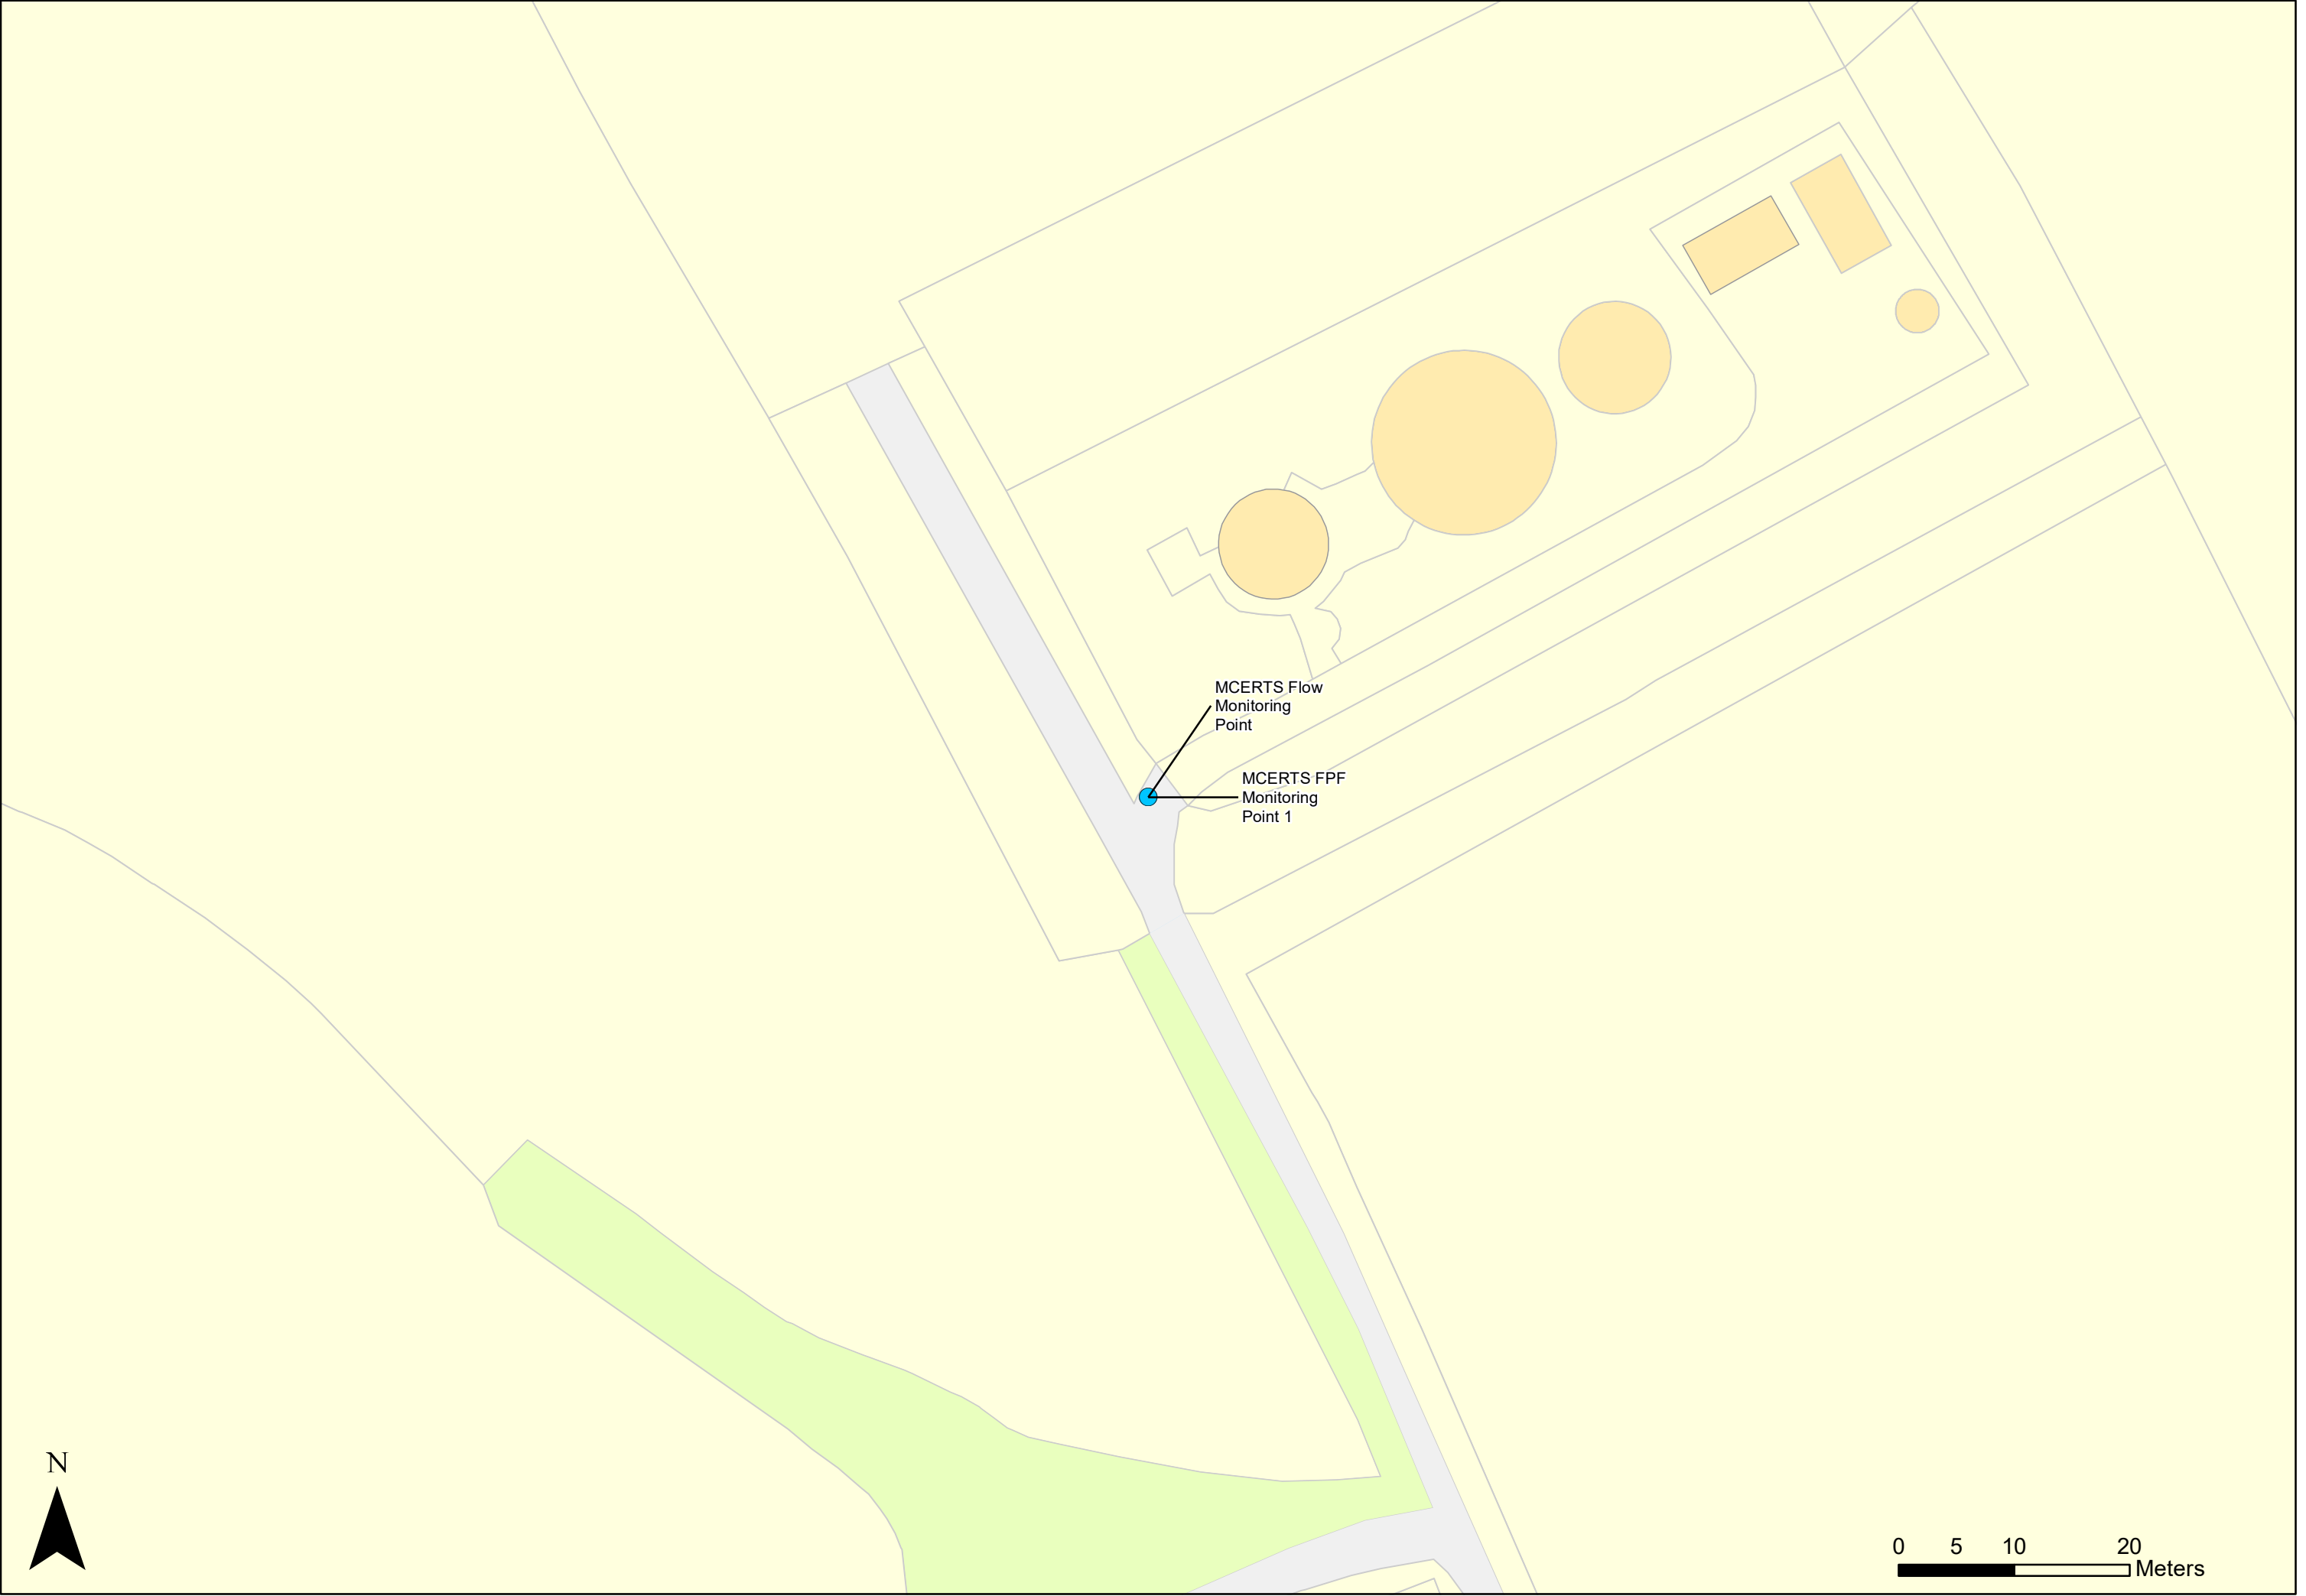 MCERTS Flow
Monitoring
Point
MCERTS FPF
Monitoring
Point 1
N
0 5 10 20
Meters